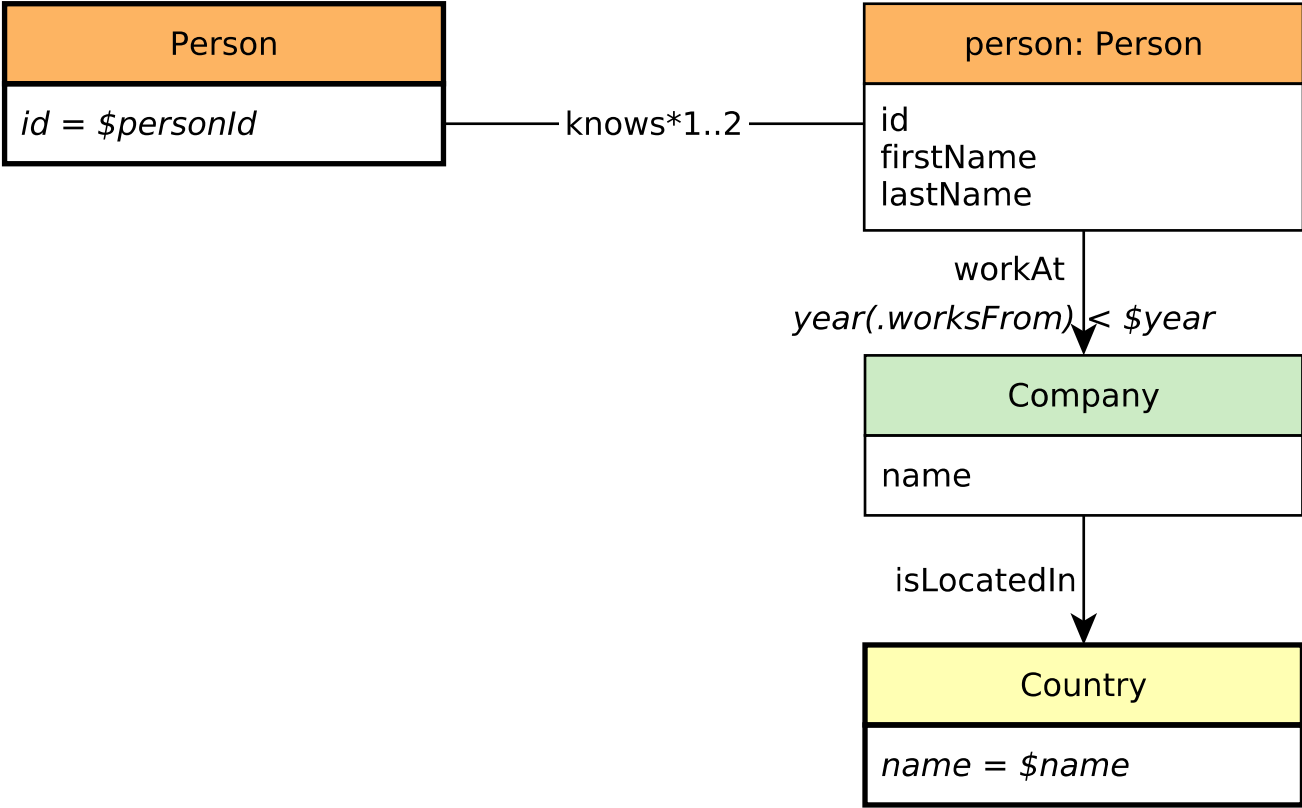 Person
id = $personId
knows*1..2
person: Person
id
firstName
lastName
workAt
year(.worksFrom) < $year
Company
name
isLocatedIn
Country
name = $name